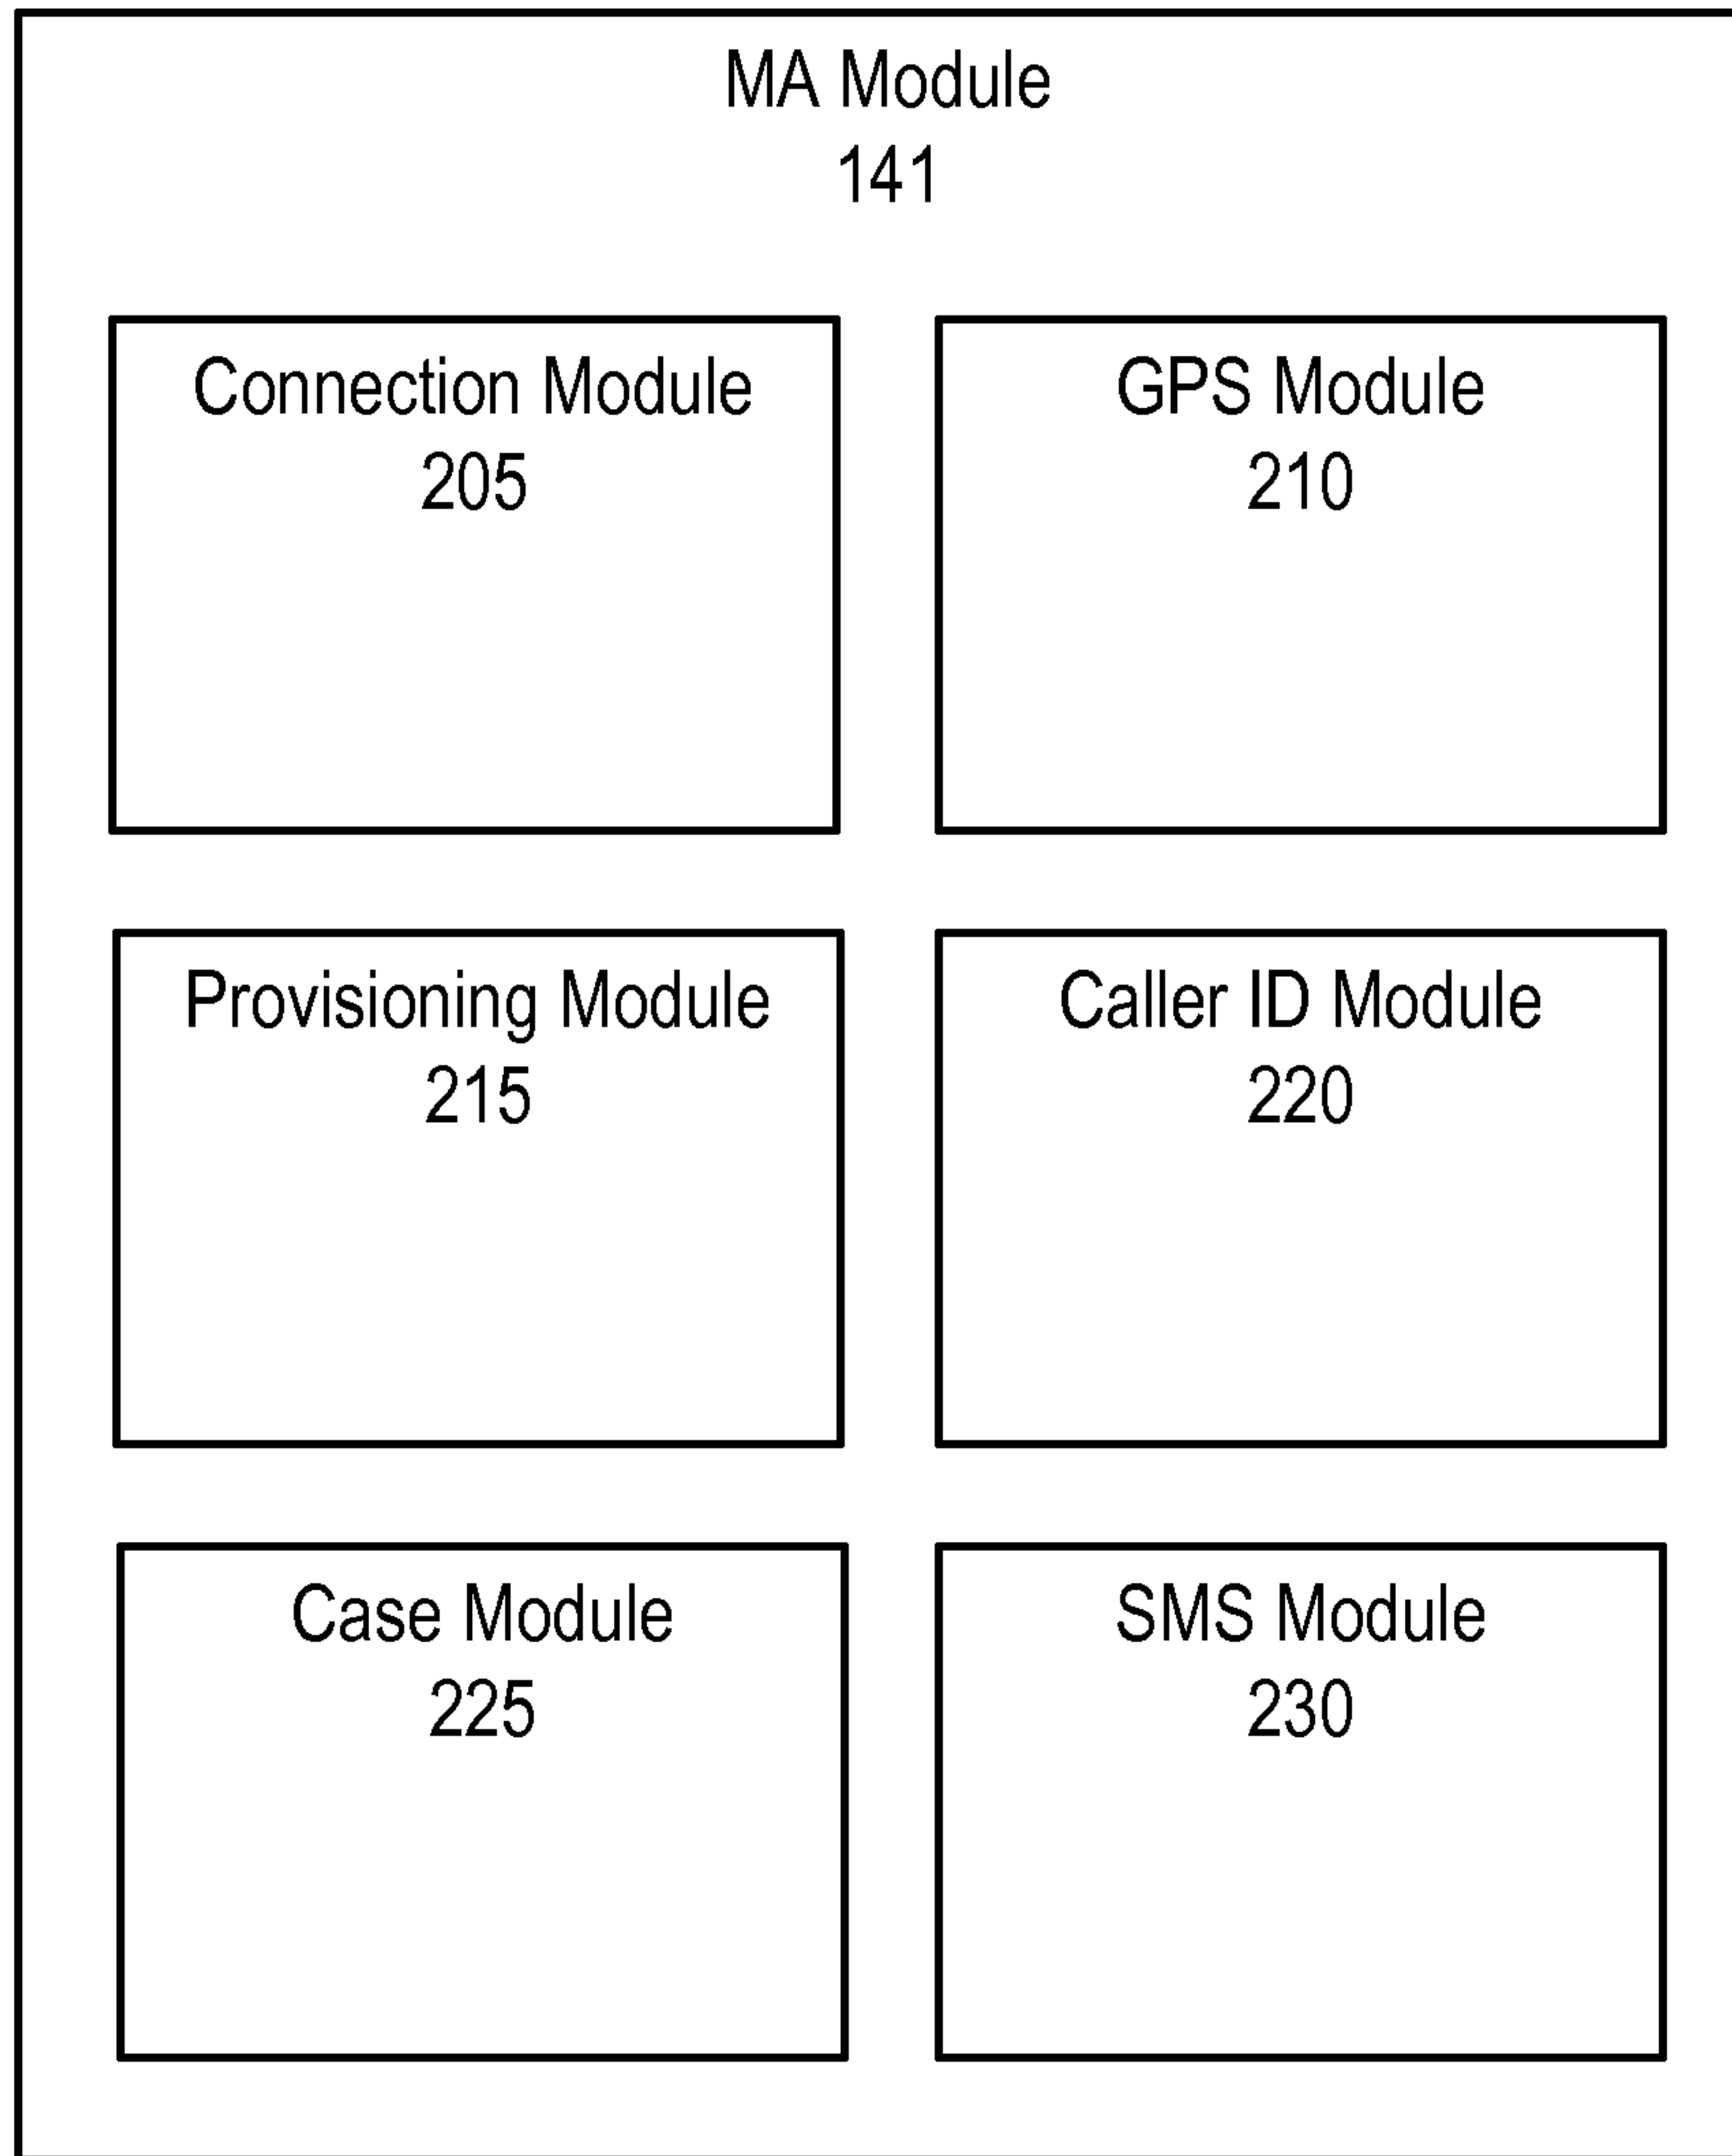 MA Module
141
Connection Module
205
GPS Module
210
Provisioning Module
215
Caller ID Module
220
Case Module
225
SMS Module
230